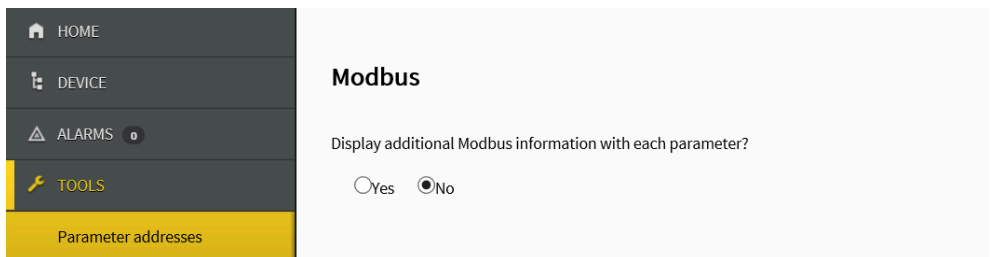 HOME
DEVICE
ALARMS 0
TOOLS
Parameter addresses
Modbus
Display additional Modbus information with each parameter?
Yes No